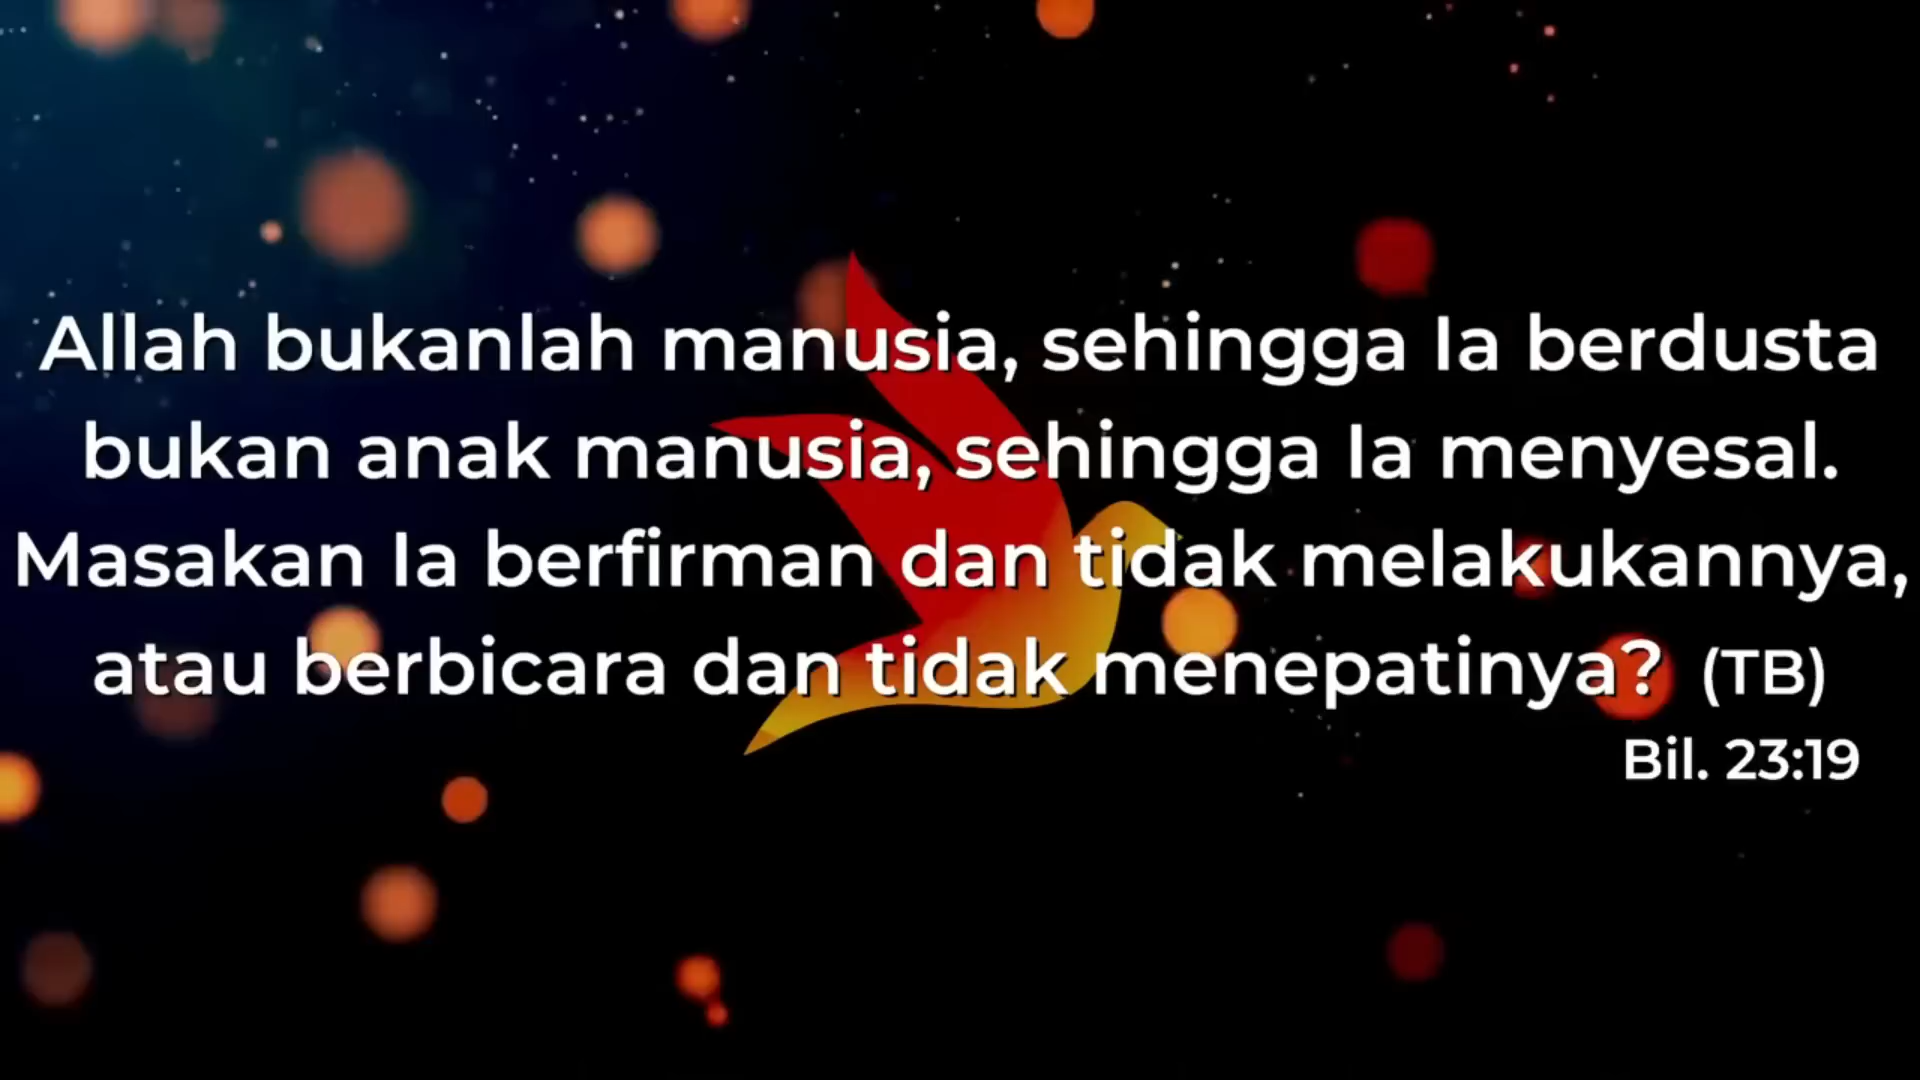 Allah bukanlah manusia, sehingga Ia berdusta
bukan anak manusia, sehingga Ia menyesal.
Masakan Ia berfirman dan tidak melakukannya,
atau berbicara dan tidak menepatinya? (TB)
Bil. 23:19